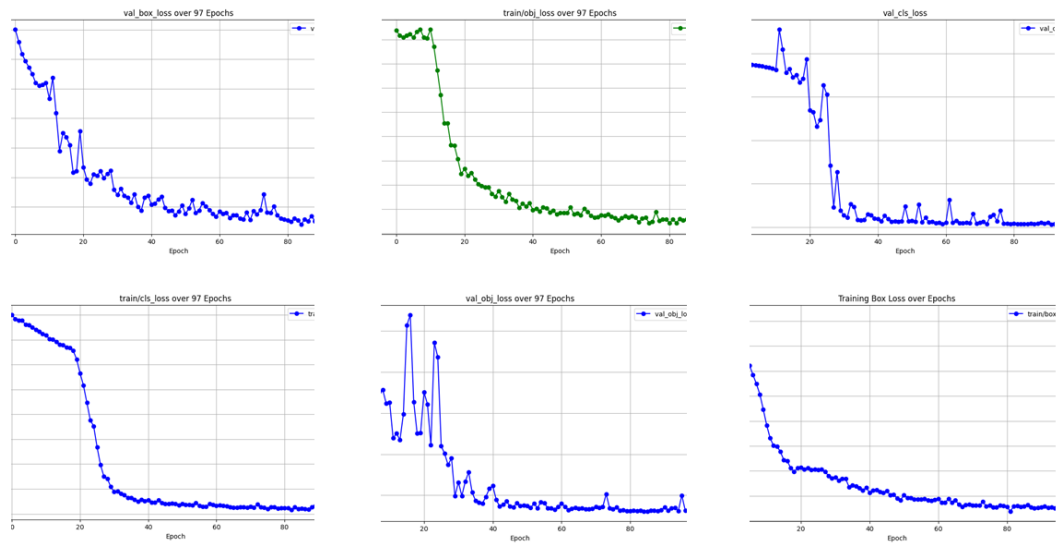 val_box_loss over 97 Epochs
0 20 40 60 80
Epoch
train/obj_loss over 97 Epochs
0 20 40 60 80
Epoch
val_cls_loss
20 40 60 80
Epoch
train/cls_loss over 97 Epochs
0 20 40 60 80
Epoch
val_obj_loss over 97 Epochs
val_obj_lo
20 40 60 80
Epoch
Training Box Loss over Epochs
train/box
20 40 60 80
Epoch